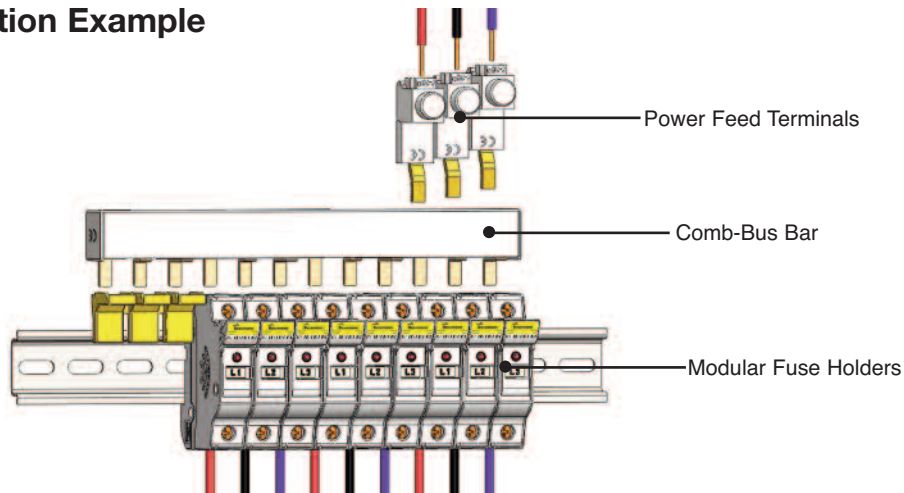 tion Example
Power Feed Terminals
Comb-Bus Bar
Modular Fuse Holders
L1 L2 L3 L1 L2 L3 L1 L2 L3